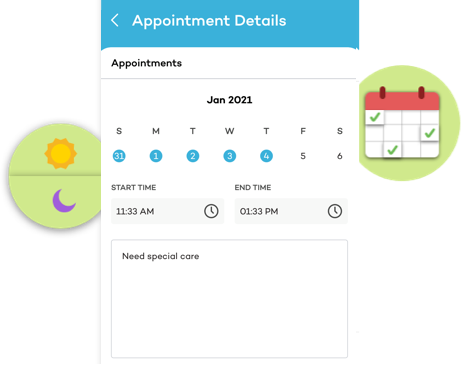 Appointment Details
Appointments
Jan 2021
S M T W T F S
31 1 2 3 4 5 6
START TIME END TIME
11:33 AM 01:33 PM
Need special care